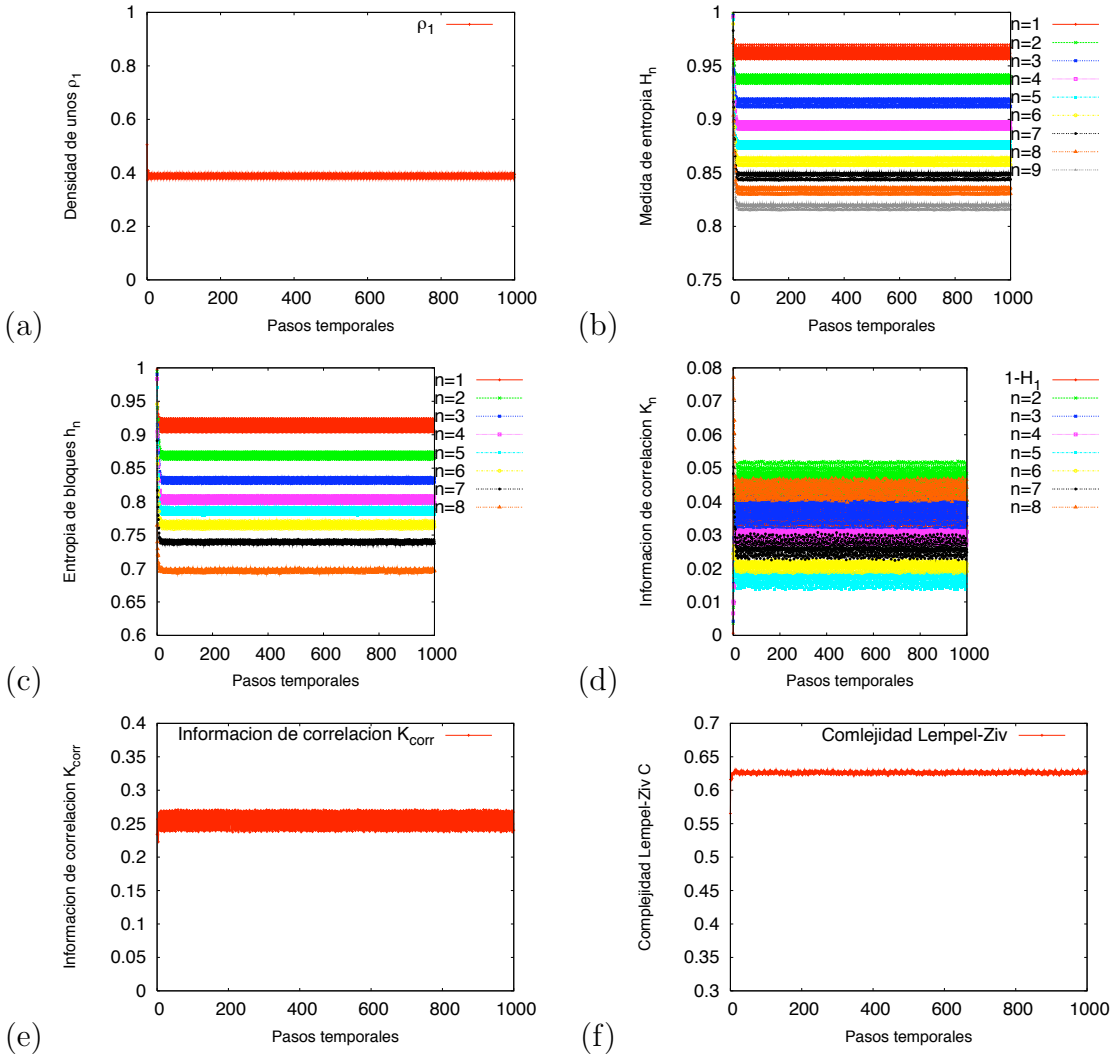 1
0.8
0.6
0.4
0.2
0
0 200 400 600 800 1000
Densidad de unos ρ1
Pasos temporales
ρ1
(a)
1
0.95
0.9
0.85
0.8
0.75
0 200 400 600 800 1000
Medida de entropia Hn
Pasos temporales
n=1
n=2
n=3
n=4
n=5
n=6
n=7
n=8
n=9
(b)
1
0.95
0.9
0.85
0.8
0.75
0.7
0.65
0.6
0 200 400 600 800 1000
Entropia de bloques hn
Pasos temporales
n=1
n=2
n=3
n=4
n=5
n=6
n=7
n=8
(c)
0.08
0.07
0.06
0.05
0.04
0.03
0.02
0.01
0
0 200 400 600 800 1000
Informacion de correlacion Kn
Pasos temporales
1-H1
n=2
n=3
n=4
n=5
n=6
n=7
n=8
(d)
0.4
0.35
0.3
0.25
0.2
0.15
0.1
0.05
0
0 200 400 600 800 1000
Informacion de correlacion Kcorr
Pasos temporales
Informacion de correlacion Kcorr
(e)
0.7
0.65
0.6
0.55
0.5
0.45
0.4
0.35
0.3
0 200 400 600 800 1000
Complejidad Lempel-Ziv C
Pasos temporales
Comlejidad Lempel-Ziv
(f)